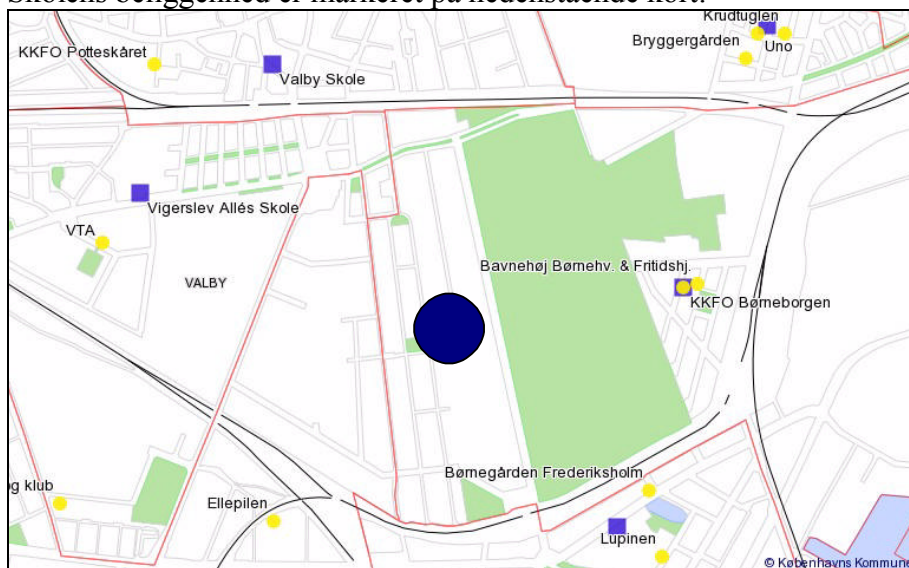 Skolens beliggenhed er markeret på nedenstående kort:
Krudtuglen
KKFO Potteskåret
Bryggergården
Uno
Valby Skole
Vigerslev Allés Skole
VTA
Bavnehøj Børnehv. & Fritidshj.
VALBY
KKFO Børneborgen
Børnegården Frederiksholm
og klub
Ellepilen
Lupinen
© Københavns Kommune